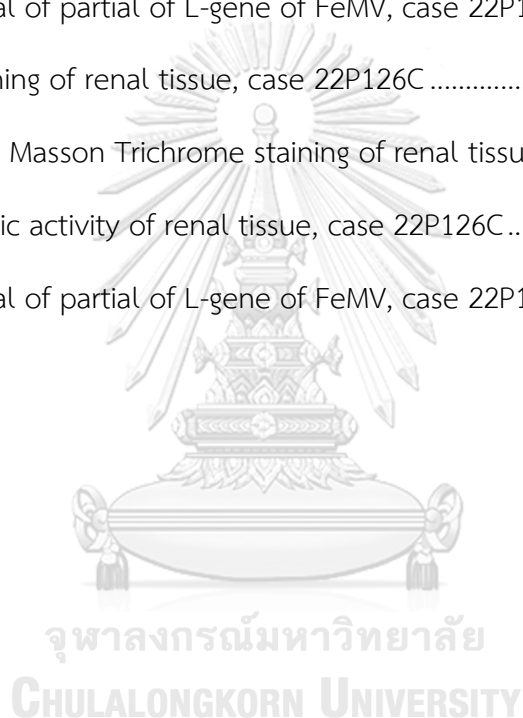 al of partial of L-gene of FeMV, case 22P1
ning of renal tissue, case 22P126C .............
Masson Trichrome staining of renal tissu
ic activity of renal tissue, case 22P126C ..
al of partial of L-gene of FeMV, case 22P1
จุฬาลงกรณ์มหาวิทยาลัย
CHULALONGKORN UNIVERSITY